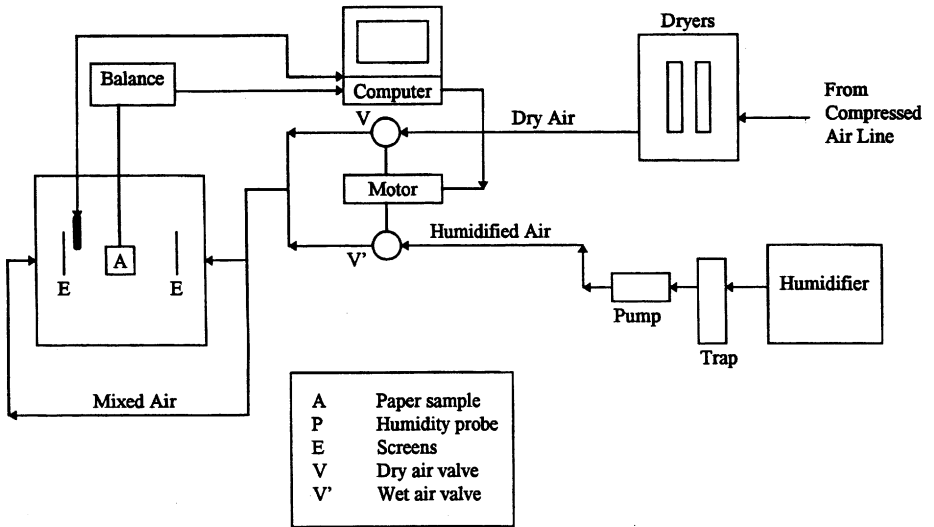 Dryers
Balance
Computer
From
Compressed
Air Line
V
Dry Air
Motor
Humidified Air
V'
A
E
E
Humidifier
Pump
Trap
Mixed Air
A Paper sample
P Humidity probe
E Screens
V Dry air valve
V' Wet air valve